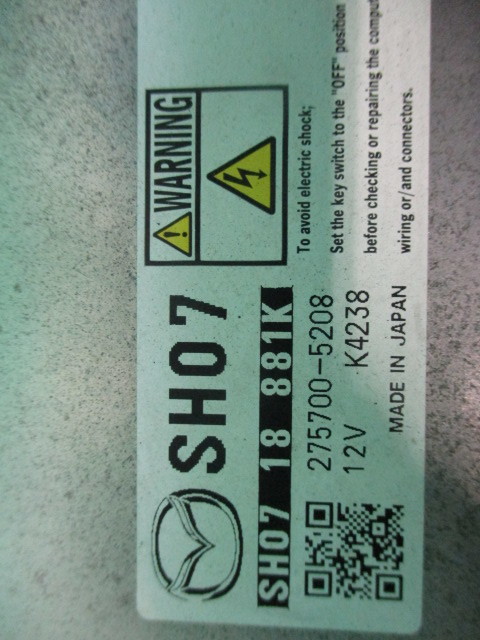 SH07
SH07 18 881K
275700-5208
12V K4238
MADE IN JAPAN
WARNING
To avoid electric shock;
Set the key switch to the "OFF" position
before checking or repairing the comput
wiring or/and connectors.